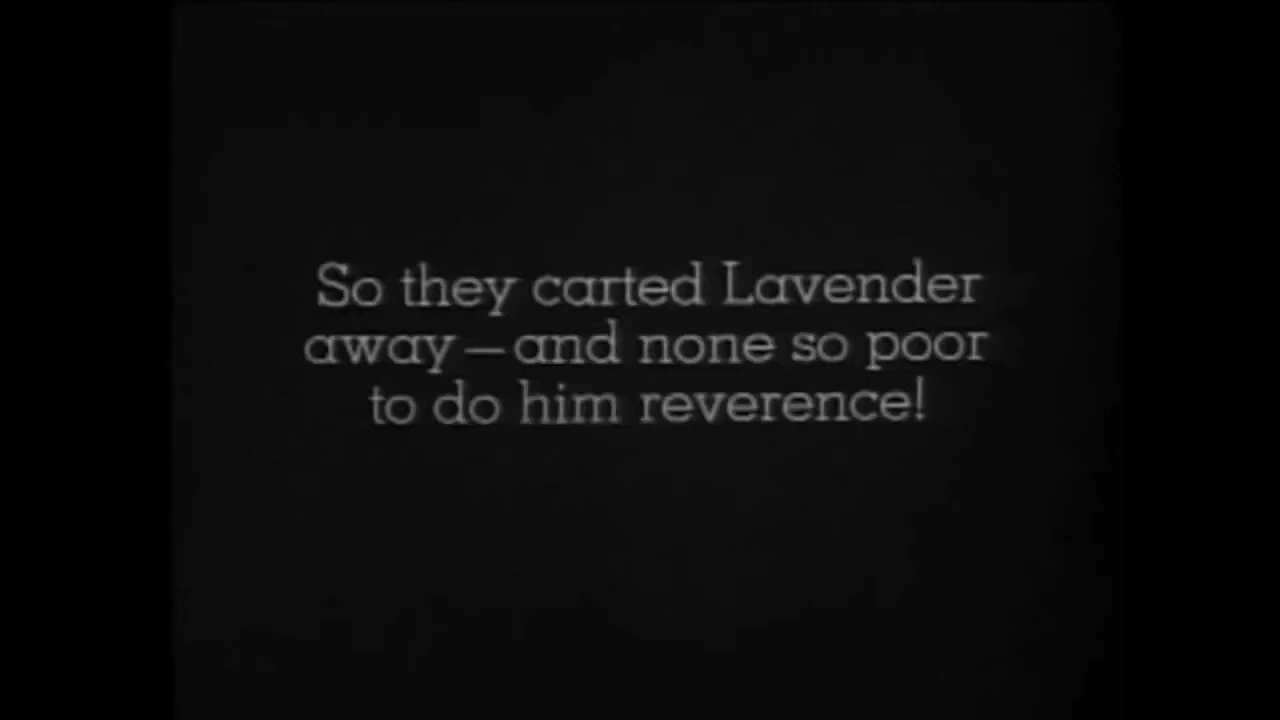 So they carted Lavender
away—and none so poor
to do him reverence!